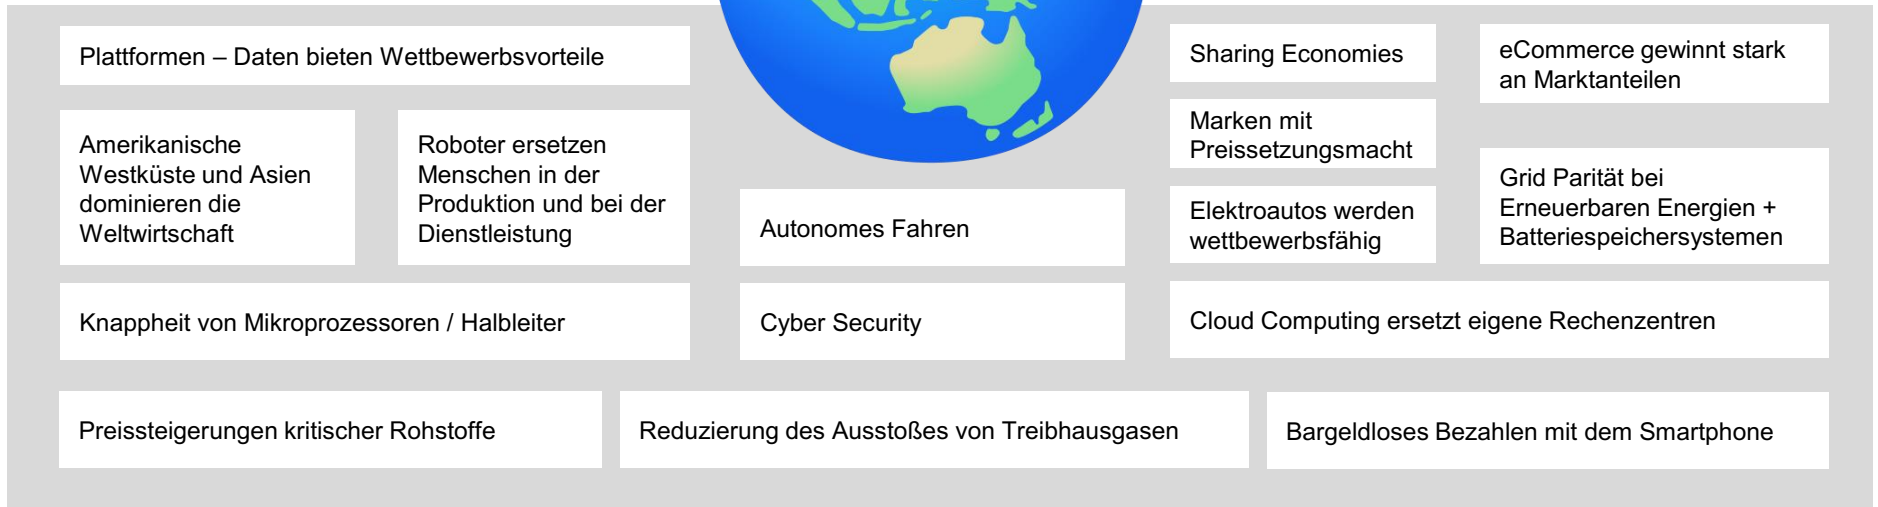 Plattformen – Daten bieten Wettbewerbsvorteile
Amerikanische
Westküste und Asien
dominieren die
Weltwirtschaft
Roboter ersetzen
Menschen in der
Produktion und bei der
Dienstleistung
Autonomes Fahren
Sharing Economies
Marken mit
Preissetzungsmacht
Elektroautos werden
wettbewerbsfähig
eCommerce gewinnt stark
an Marktanteilen
Grid Parität bei
Erneuerbaren Energien +
Batteriespeichersystemen
Knappheit von Mikroprozessoren / Halbleiter
Cyber Security
Cloud Computing ersetzt eigene Rechenzentren
Preissteigerungen kritischer Rohstoffe
Reduzierung des Ausstoßes von Treibhausgasen
Bargeldloses Bezahlen mit dem Smartphone